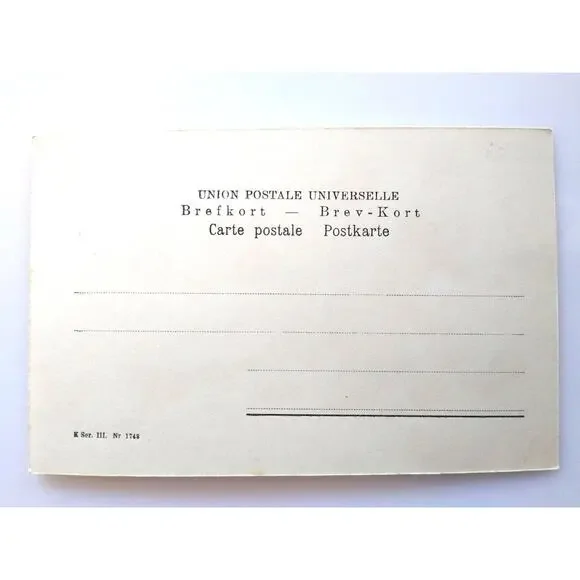 UNION POSTALE UNIVERSELLE
Brefkort — Brev-Kort
Carte postale Postkarte
K Ser. III. Nr 1748